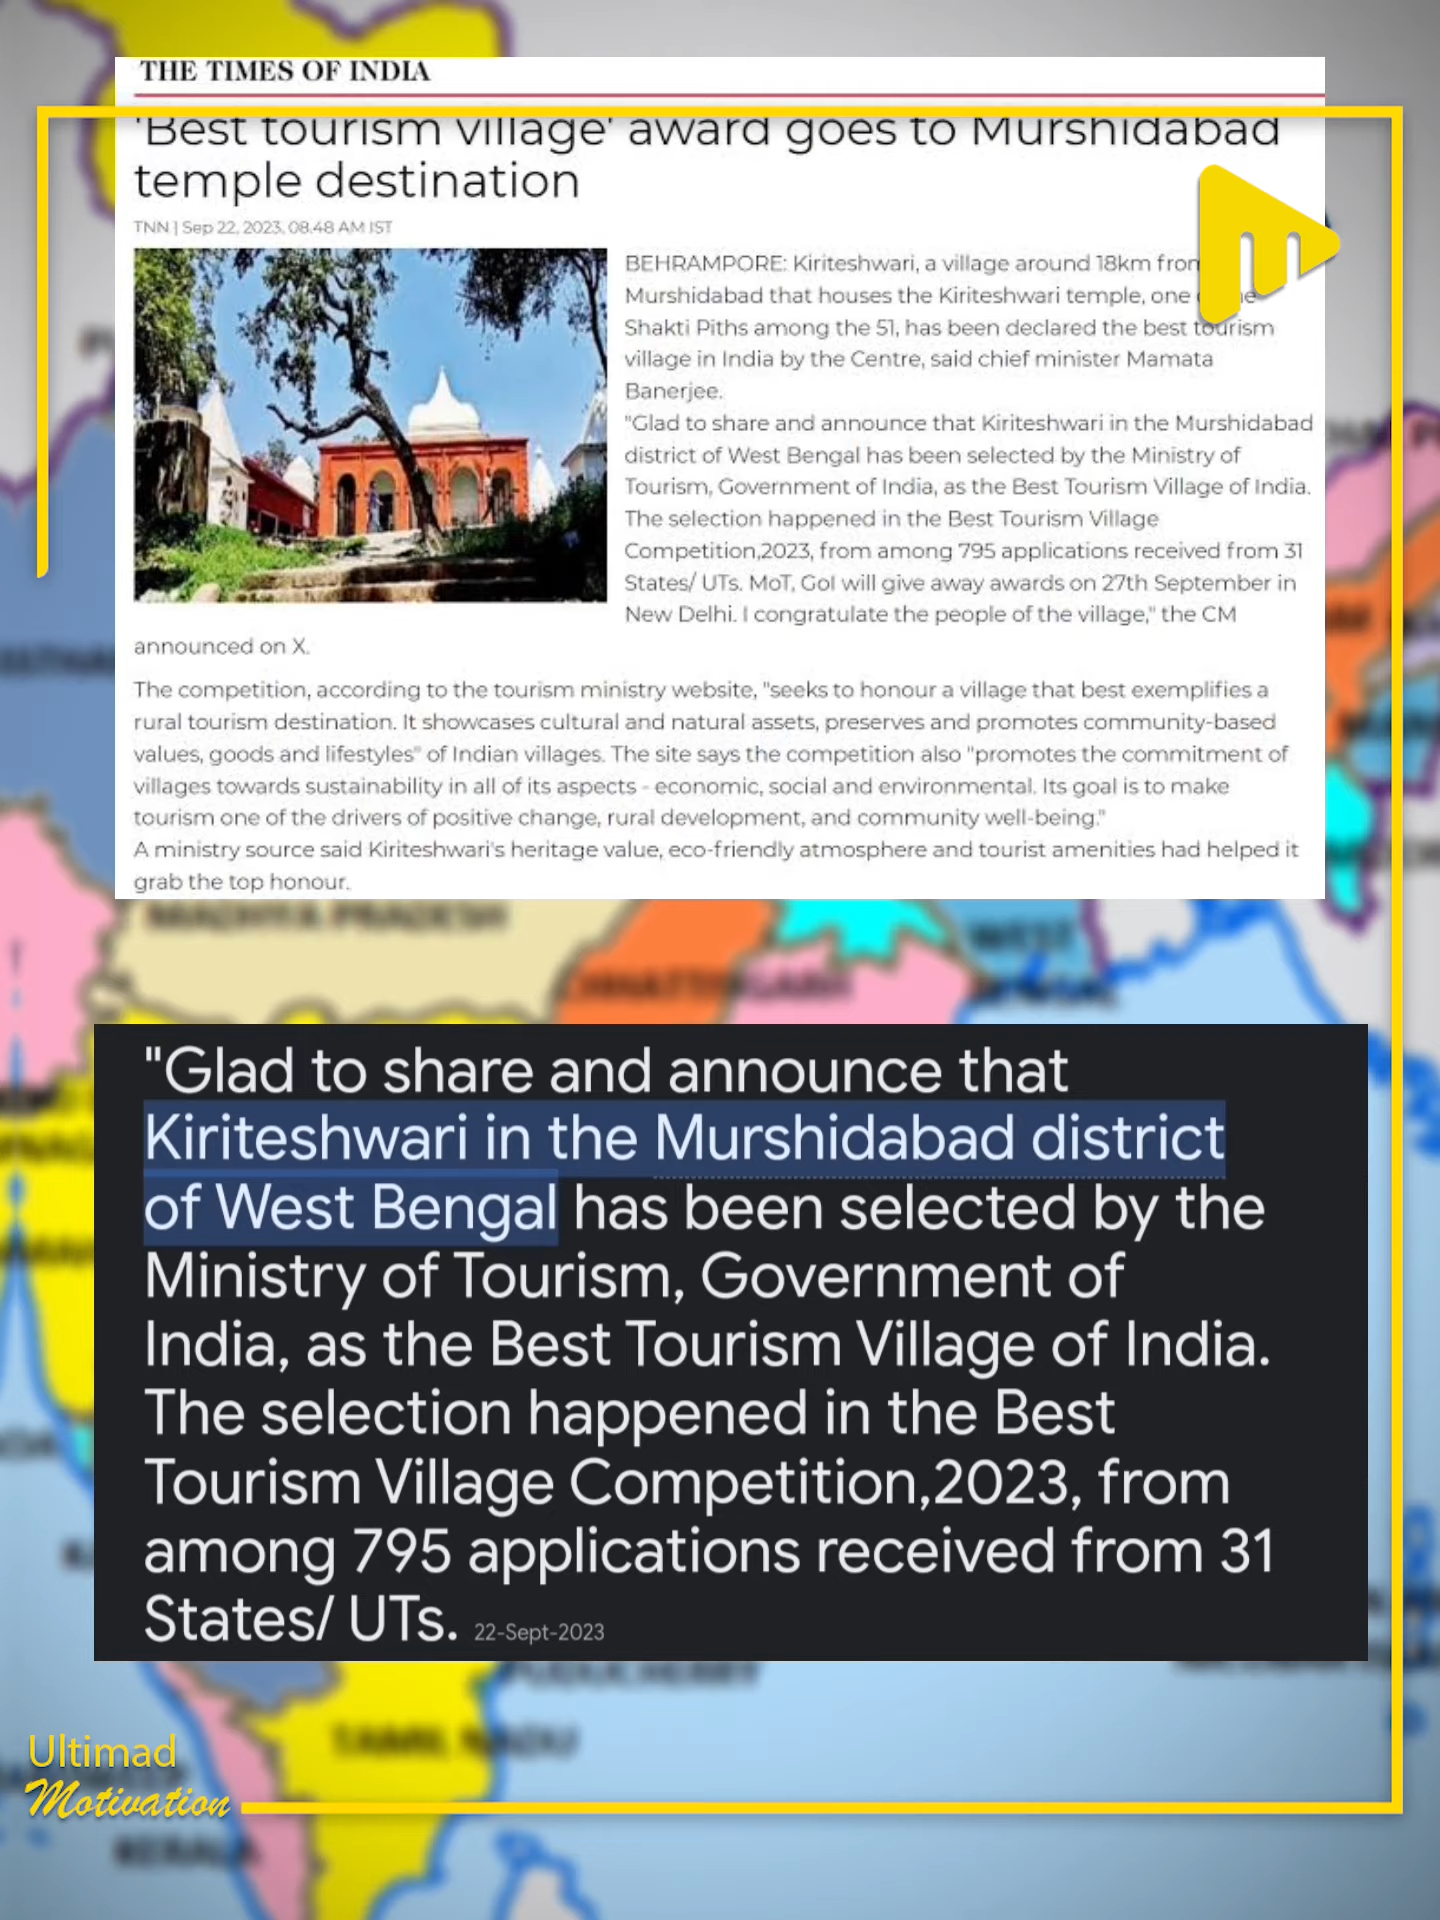 THE TIMES OF INDIA
'Best tourism village' award goes to Murshidabad
temple destination
TNN | Sep 22, 2023, 08.48 AM IST
BEHRAMPORE: Kiriteshwari, a village around 18km from
Murshidabad that houses the Kiriteshwari temple, one
Shakti Piths among the 51, has been declared the best tourism
village in India by the Centre, said chief minister Mamata
Banerjee.
"Glad to share and announce that Kiriteshwari in the Murshidabad
district of West Bengal has been selected by the Ministry of
Tourism, Government of India, as the Best Tourism Village of India.
The selection happened in the Best Tourism Village
Competition,2023, from among 795 applications received from 31
States/ UTs. MoT, GoI will give away awards on 27th September in
New Delhi. I congratulate the people of the village," the CM
announced on X.
The competition, according to the tourism ministry website, "seeks to honour a village that best exemplifies a
rural tourism destination. It showcases cultural and natural assets, preserves and promotes community-based
values, goods and lifestyles" of Indian villages. The site says the competition also "promotes the commitment of
villages towards sustainability in all of its aspects - economic, social and environmental. Its goal is to make
tourism one of the drivers of positive change, rural development, and community well-being."
A ministry source said Kiriteshwari's heritage value, eco-friendly atmosphere and tourist amenities had helped it
grab the top honour.
MADHYA PRADESH
CHHATTISGARH
WEST
BENGAL
"Glad to share and announce that
Kiriteshwari in the Murshidabad district
of West Bengal has been selected by the
Ministry of Tourism, Government of
India, as the Best Tourism Village of India.
The selection happened in the Best
Tourism Village Competition,2023, from
among 795 applications received from 31
States/ UTs. 22-Sept-2023
PUDUCHERRY
TAMIL NADU
Ultimad
Motivation
KERALA